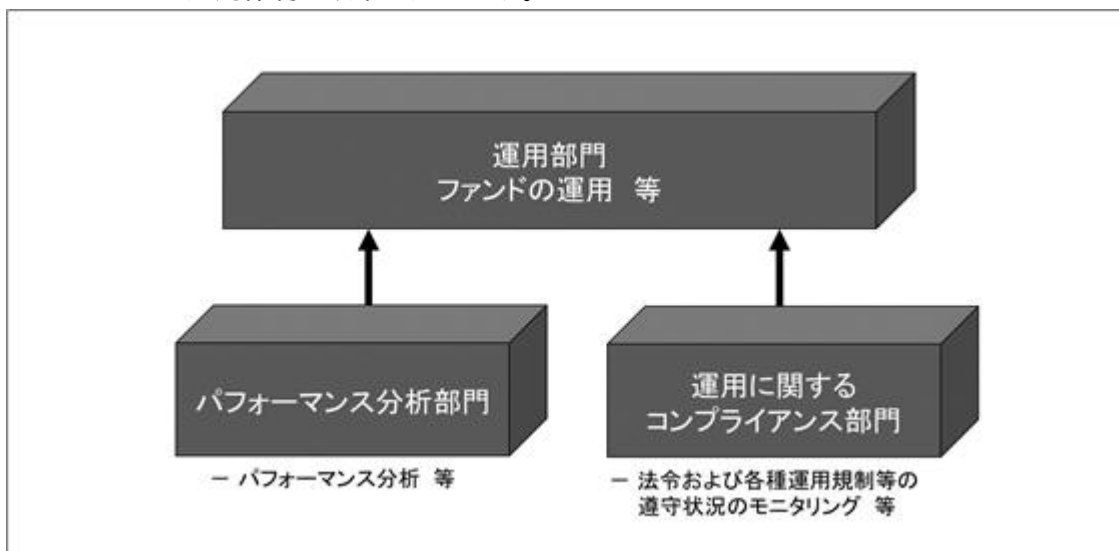 運用部門
ファンドの運用 等
パフォーマンス分析部門
運用に関する
コンプライアンス部門
－ パフォーマンス分析 等
－ 法令および各種運用規制等の
遵守状況のモニタリング 等